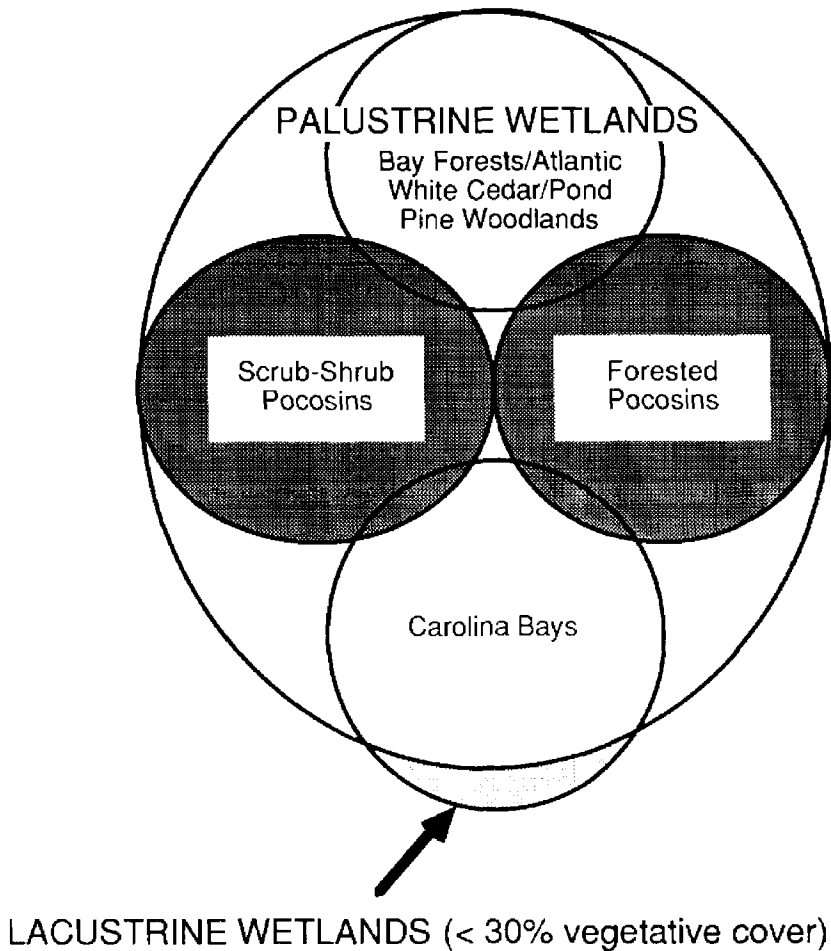 PALUSTRINE WETLANDS
Bay Forests/Atlantic
White Cedar/Pond
Pine Woodlands
Scrub-Shrub
Pocosins
Forested
Pocosins
Carolina Bays
LACUSTRINE WETLANDS (< 30% vegetative cover)